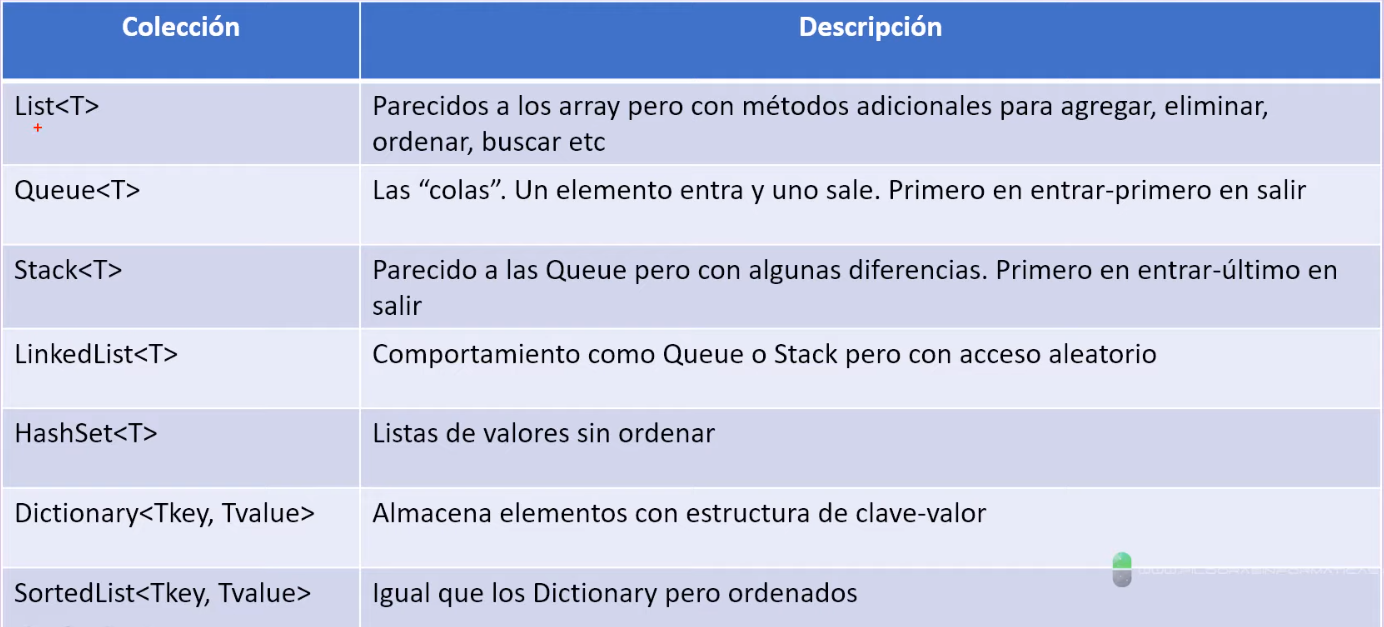 Colección
Descripción
List<T>
Parecidos a los array pero con métodos adicionales para agregar, eliminar,
ordenar, buscar etc
Queue<T>
Las “colas”. Un elemento entra y uno sale. Primero en entrar-primero en salir
Stack<T>
Parecido a las Queue pero con algunas diferencias. Primero en entrar-último en
salir
LinkedList<T>
Comportamiento como Queue o Stack pero con acceso aleatorio
HashSet<T>
Listas de valores sin ordenar
Dictionary<Tkey, Tvalue>
Almacena elementos con estructura de clave-valor
SortedList<Tkey, Tvalue>
Igual que los Dictionary pero ordenados